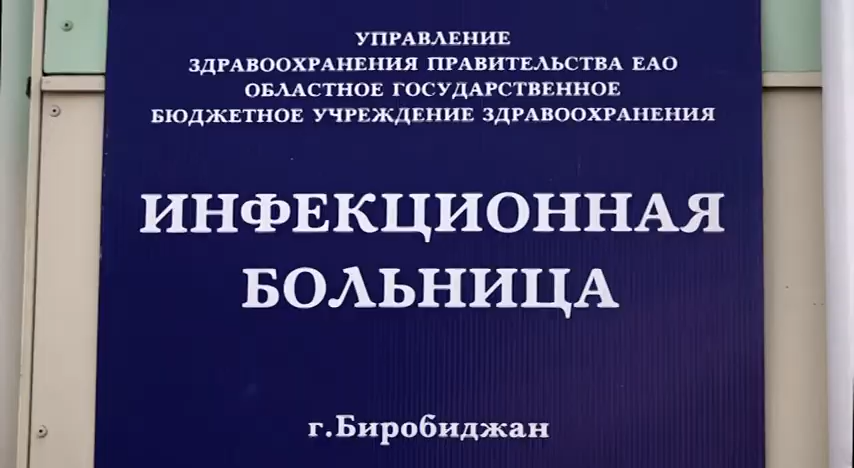 УПРАВЛЕНИЕ
ЗДРАВООХРАНЕНИЯ ПРАВИТЕЛЬСТВА ЕАО
ОБЛАСТНОЕ ГОСУДАРСТВЕННОЕ
БЮДЖЕТНОЕ УЧРЕЖДЕНИЕ ЗДРАВООХРАНЕНИЯ
ИНФЕКЦИОННАЯ
БОЛЬНИЦА
г.Биробиджан